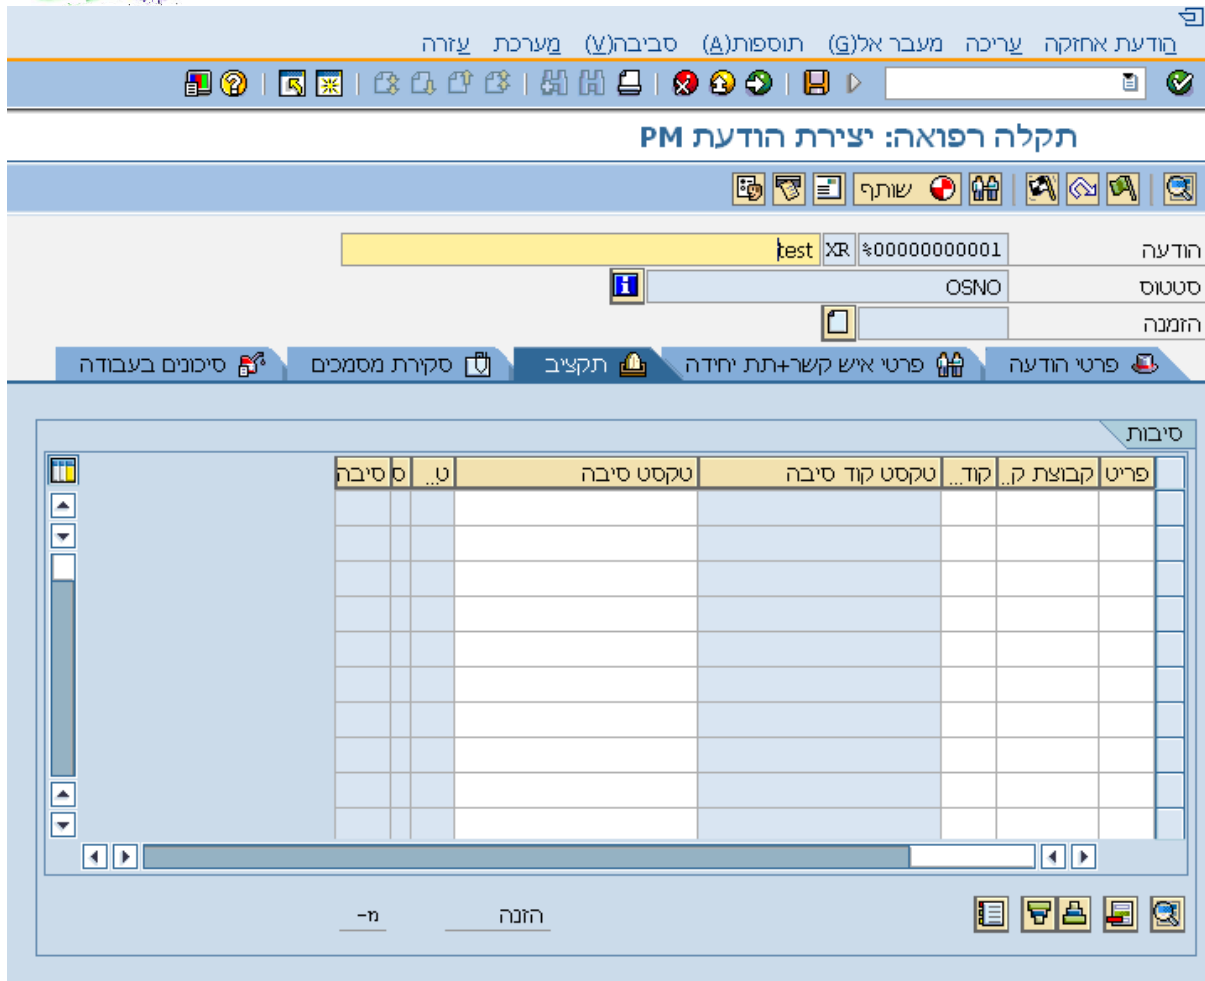 הודעת אחזקה עריכה מעבר אל(G) תוספות(A) סביבה(V) מערכת עזרה
תקלה רפואה: יצירת הודעת PM
שותף
הודעה %00000000001 XR test
סטטוס OSNO
הזמנה
פרטי הודעה פרטי איש קשר+תת יחידה תקציב סקירת מסמכים סיכונים בעבודה
סיבות
פריט קבוצת ק.. קוד... טקסט קוד סיבה טקסט סיבה ט... ס סיבה
הזנה מ-